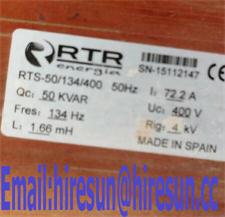 RTR
energía
SN-15112147
CE
RTS-50/134/400 50Hz
I: 72.2 A
Qc: 50 KVAR
Uc: 400 V
Fres: 134 Hz
Rig: 4 kV
L: 1.66 mH
MADE IN SPAIN
Email:hiresun@hiresun.cc